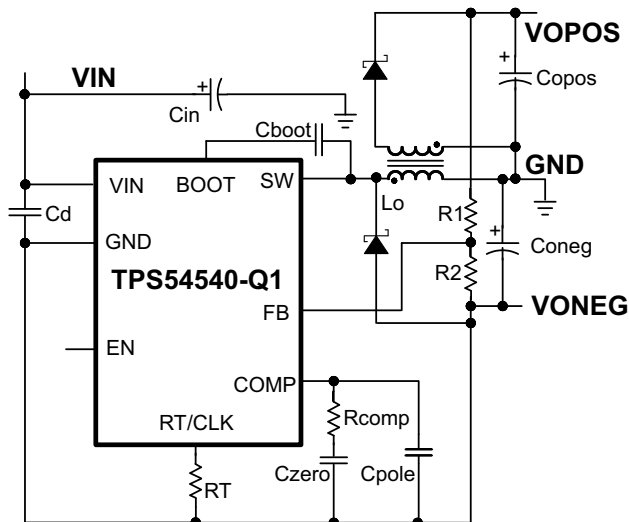 VOPOS
VIN
+
Copos
+
Cin
Cboot
GND
VIN
BOOT
SW
Lo
R1
Cd
GND
+
Coneg
TPS54540-Q1
R2
FB
VONEG
EN
COMP
RT/CLK
Rcomp
Czero
Cpole
RT